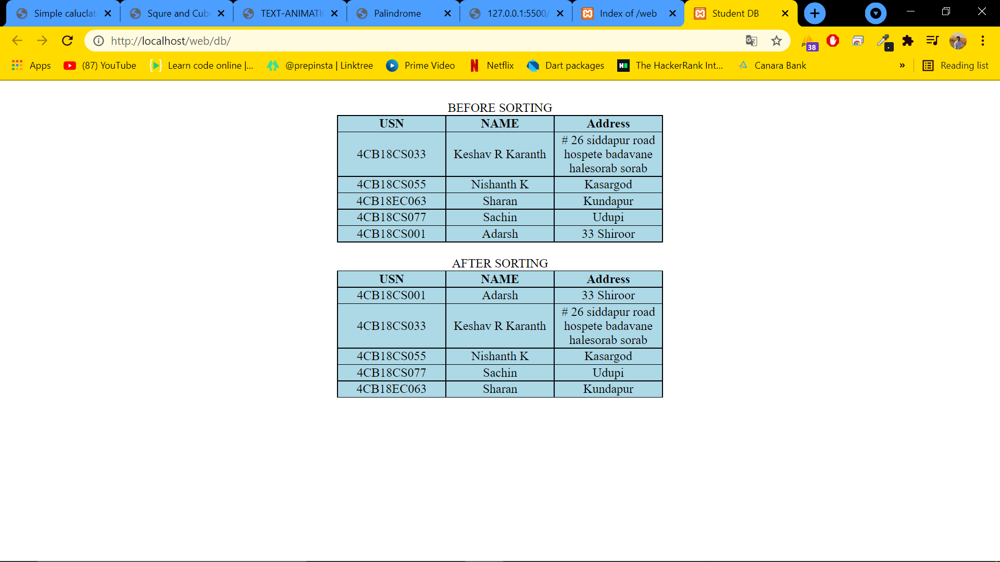 Simple caluclat
Squre and Cub
TEXT-ANIMATI
Palindrome
127.0.0.1:5500/
Index of /web
Student DB
http://localhost/web/db/
38
Apps
(87) YouTube
Learn code online |...
@prepinsta | Linktree
Prime Video
Netflix
Dart packages
The HackerRank Int...
Canara Bank
»
Reading list
BEFORE SORTING
USN NAME Address
4CB18CS033 Keshav R Karanth # 26 siddapur road
hospete badavane
halesorab sorab
4CB18CS055 Nishanth K Kasargod
4CB18EC063 Sharan Kundapur
4CB18CS077 Sachin Udupi
4CB18CS001 Adarsh 33 Shiroor
AFTER SORTING
USN NAME Address
4CB18CS001 Adarsh 33 Shiroor
4CB18CS033 Keshav R Karanth # 26 siddapur road
hospete badavane
halesorab sorab
4CB18CS055 Nishanth K Kasargod
4CB18CS077 Sachin Udupi
4CB18EC063 Sharan Kundapur